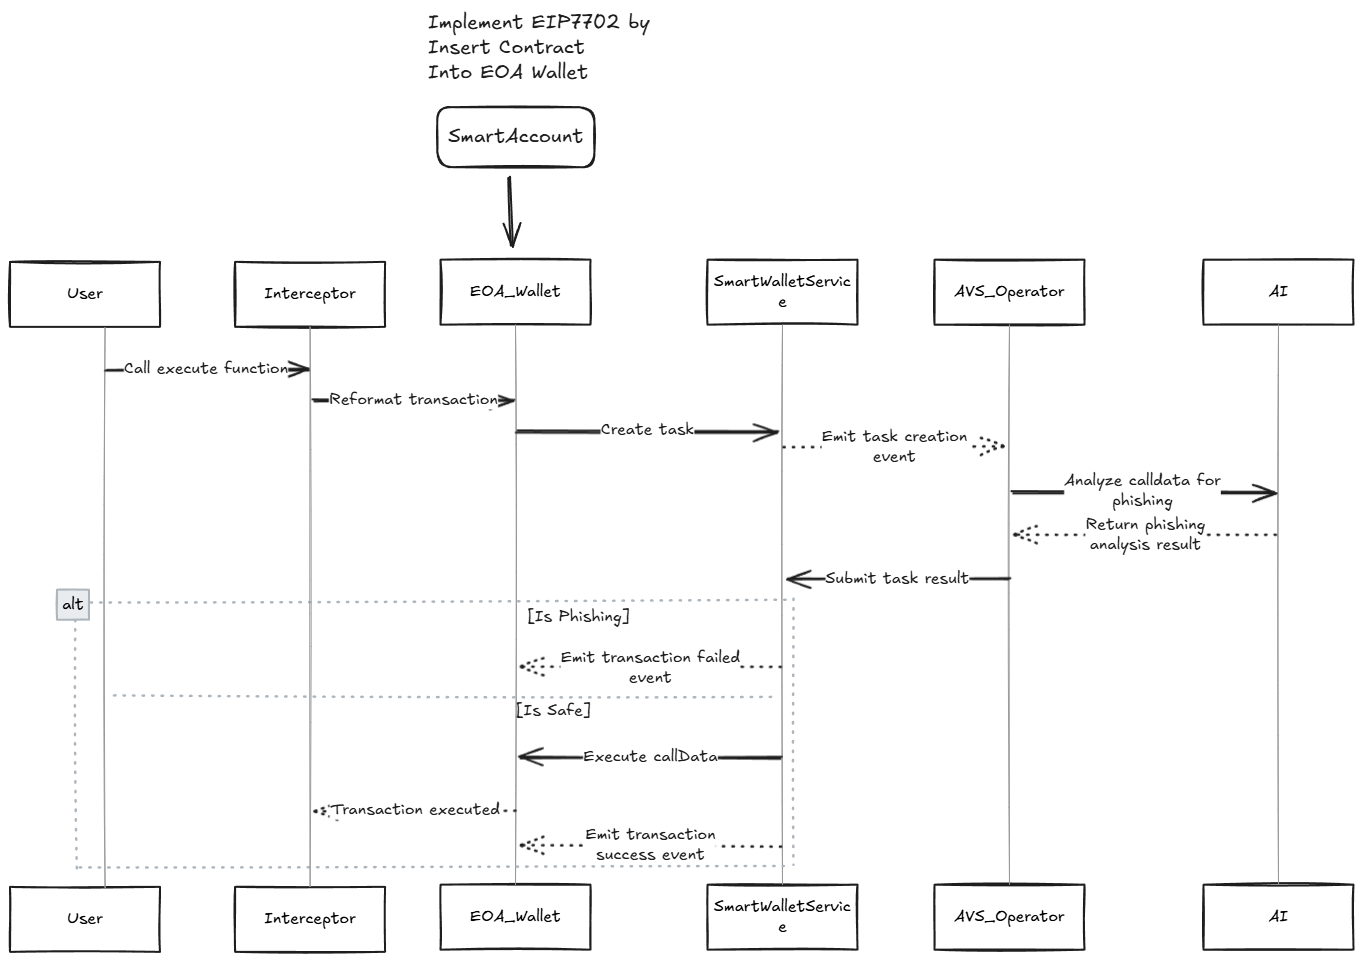 Implement EIP7702 by
Insert Contract
Into EOA Wallet
SmartAccount
User
Interceptor
EOA_Wallet
SmartWalletServic
e
AVS_Operator
AI
Call execute function
Reformat transaction
Create task
Emit task creation
event
Analyze calldata for
phishing
Return phishing
analysis result
Submit task result
alt
[Is Phishing]
Emit transaction failed
event
[Is Safe]
Execute callData
Transaction executed
Emit transaction
success event
User
Interceptor
EOA_Wallet
SmartWalletServic
e
AVS_Operator
AI